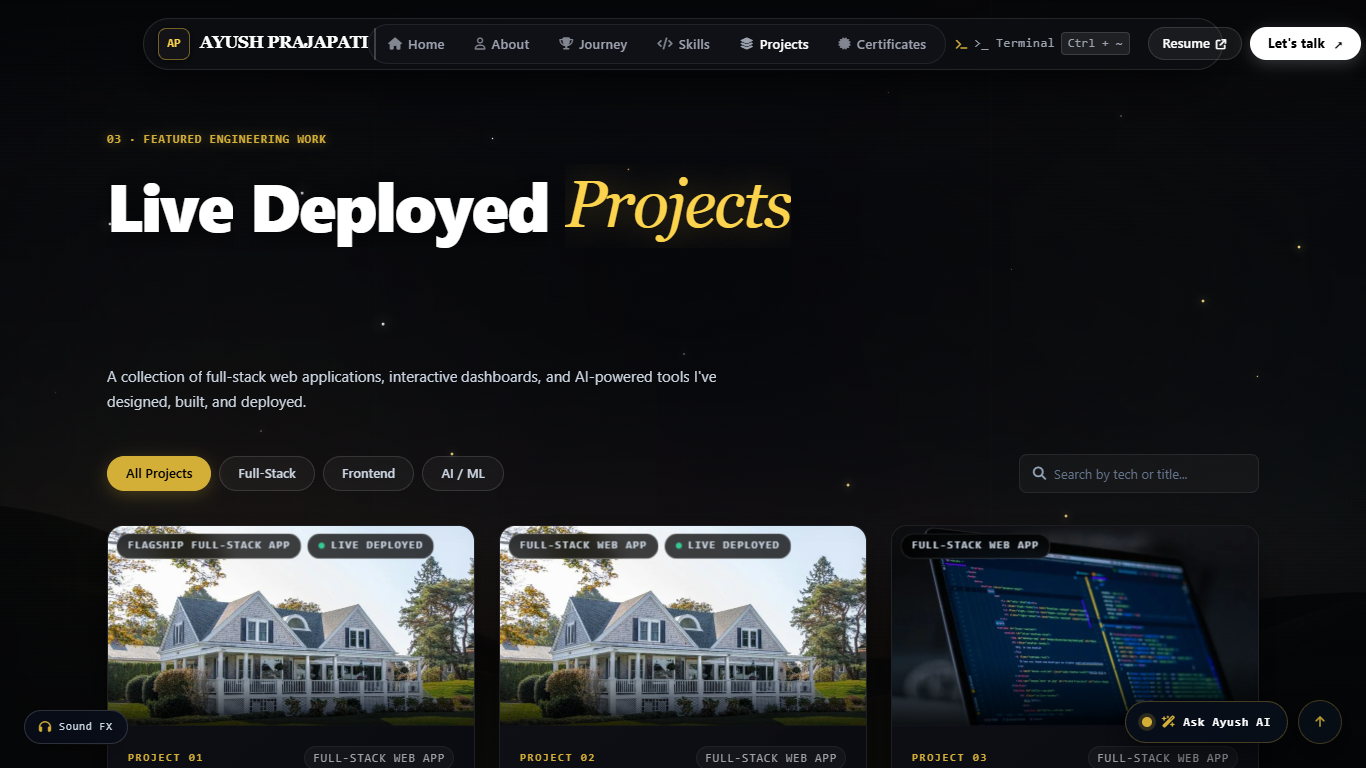 AP AYUSH PRAJAPATI Home About Journey Skills Projects Certificates >_ Terminal Ctrl + ~ Resume Let's talk ↗
03 · FEATURED ENGINEERING WORK
Live Deployed Projects
A collection of full-stack web applications, interactive dashboards, and AI-powered tools I've
designed, built, and deployed.
All Projects Full-Stack Frontend AI / ML Search by tech or title...
FLAGSHIP FULL-STACK APP LIVE DEPLOYED FULL-STACK WEB APP LIVE DEPLOYED FULL-STACK WEB APP
Sound FX Ask Ayush AI
PROJECT 01 FULL-STACK WEB APP PROJECT 02 FULL-STACK WEB APP PROJECT 03 FULL-STACK WEB APP